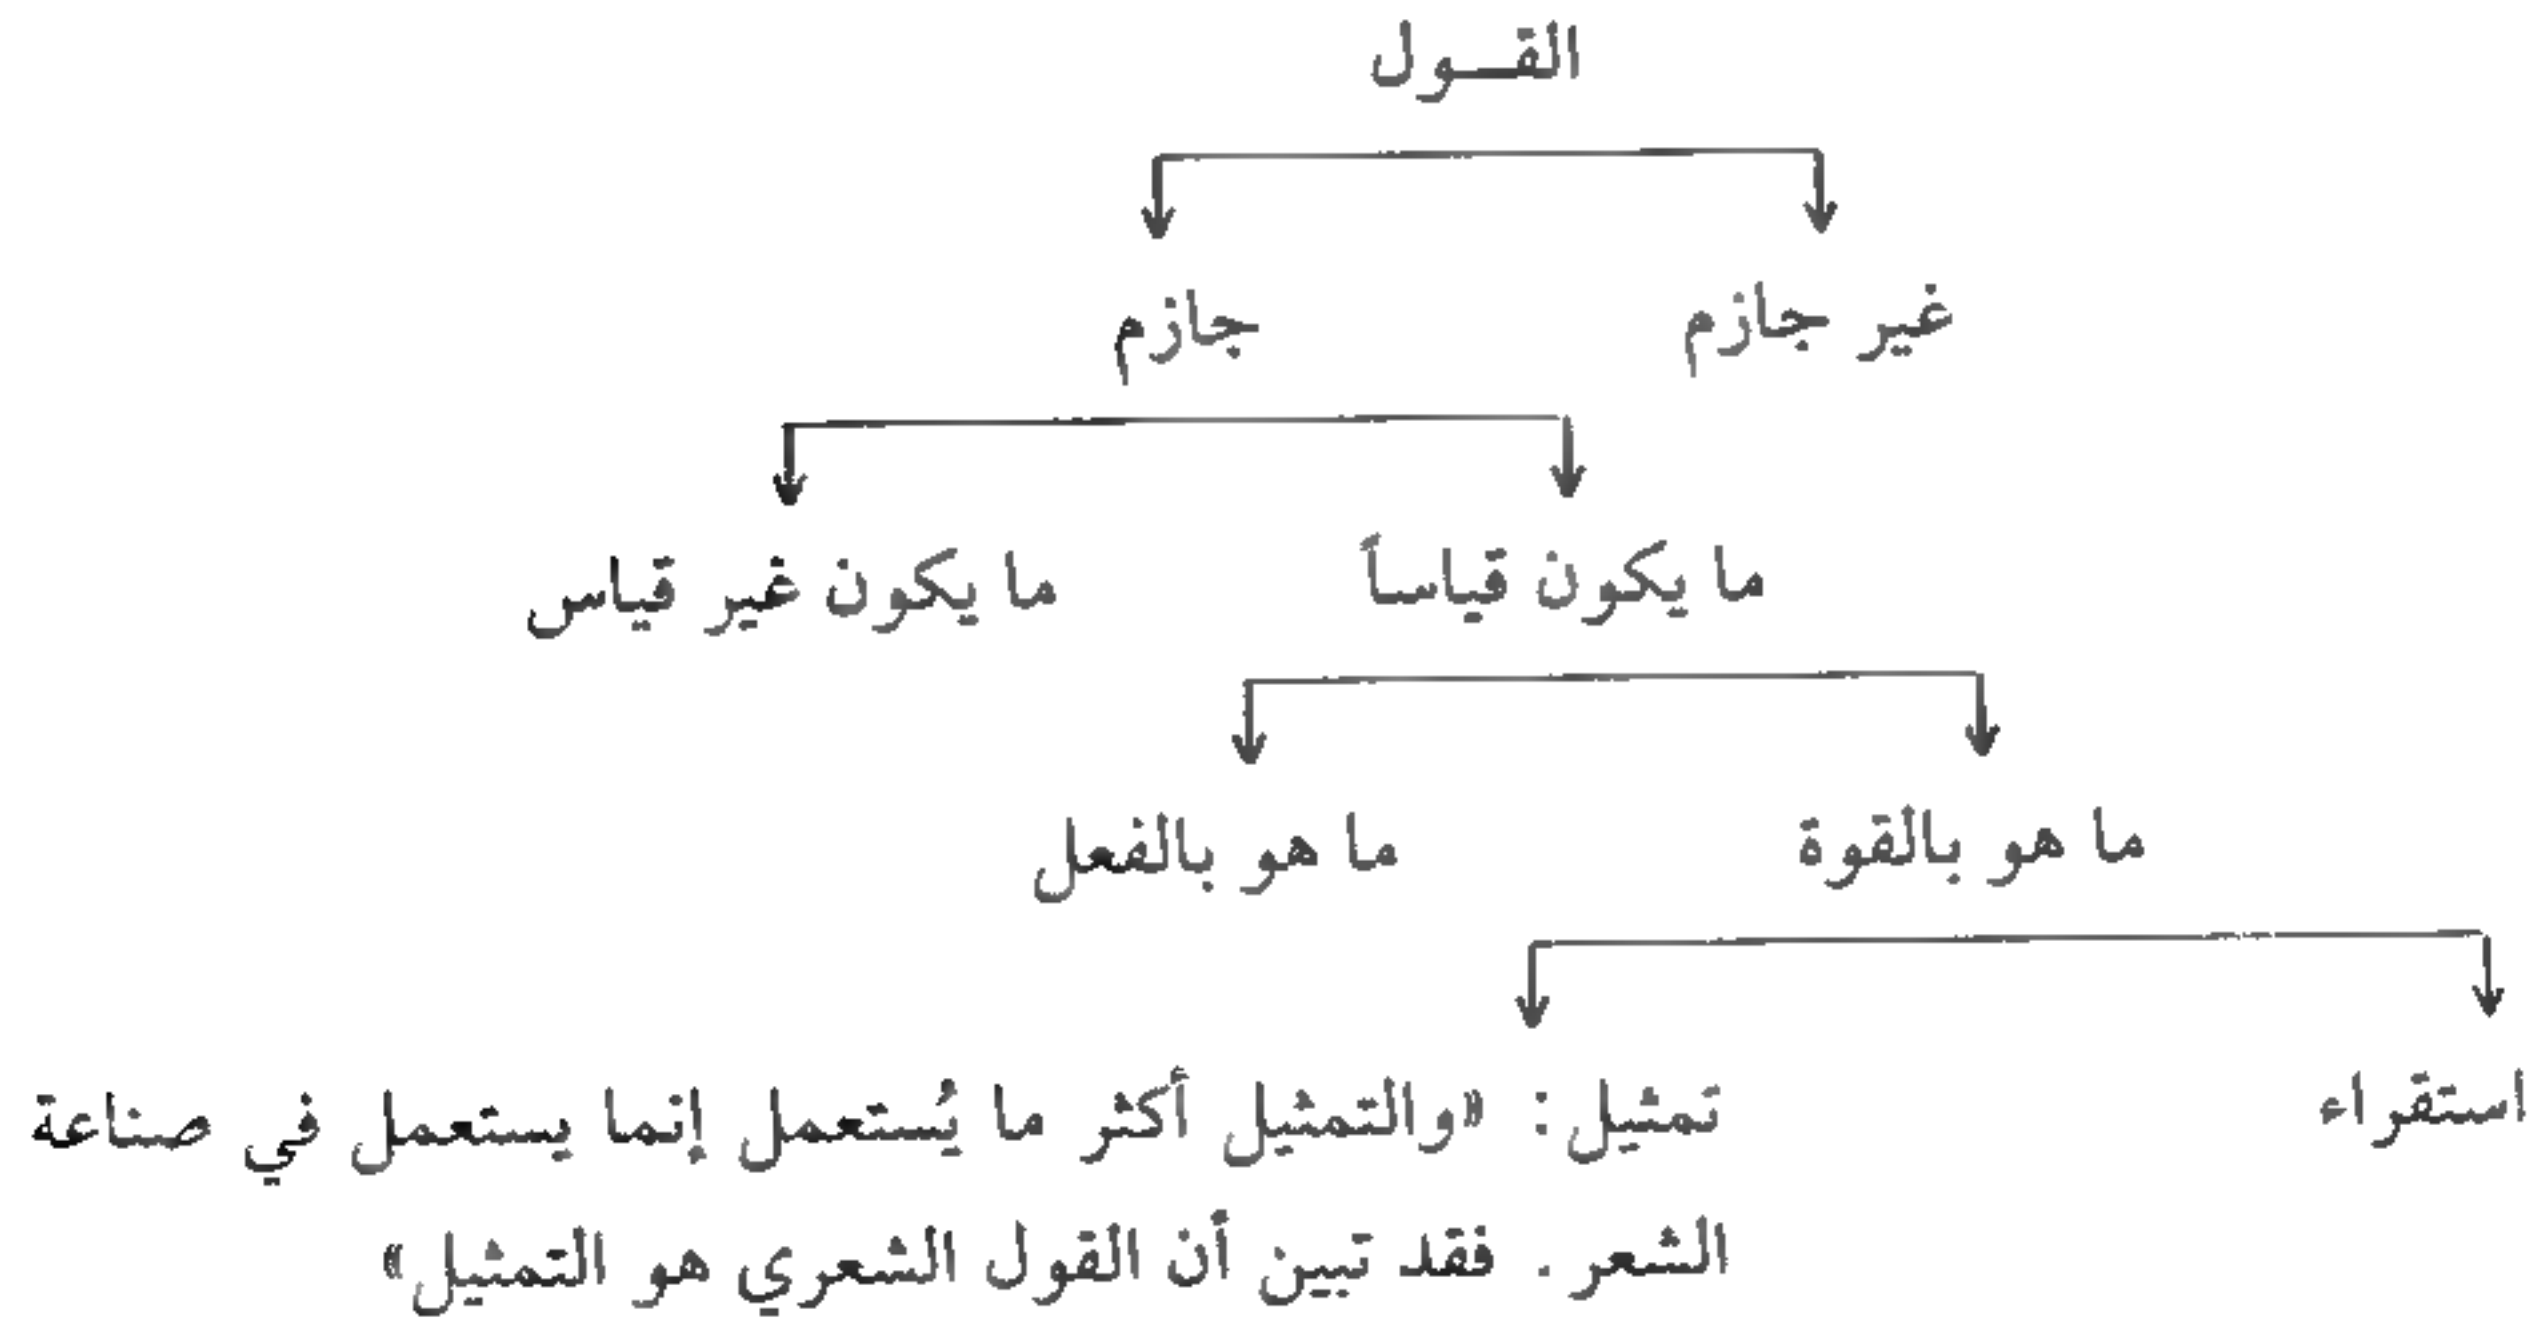 القـول
غير جازم جازم
ما يكون قياساً ما يكون غير قياس
ما هو بالقوة ما هو بالفعل
استقراء تمثيل: «والتمثيل أكثر ما يُستعمل إنما يستعمل في صناعة
الشعر. فقد تبين أن القول الشعري هو التمثيل»